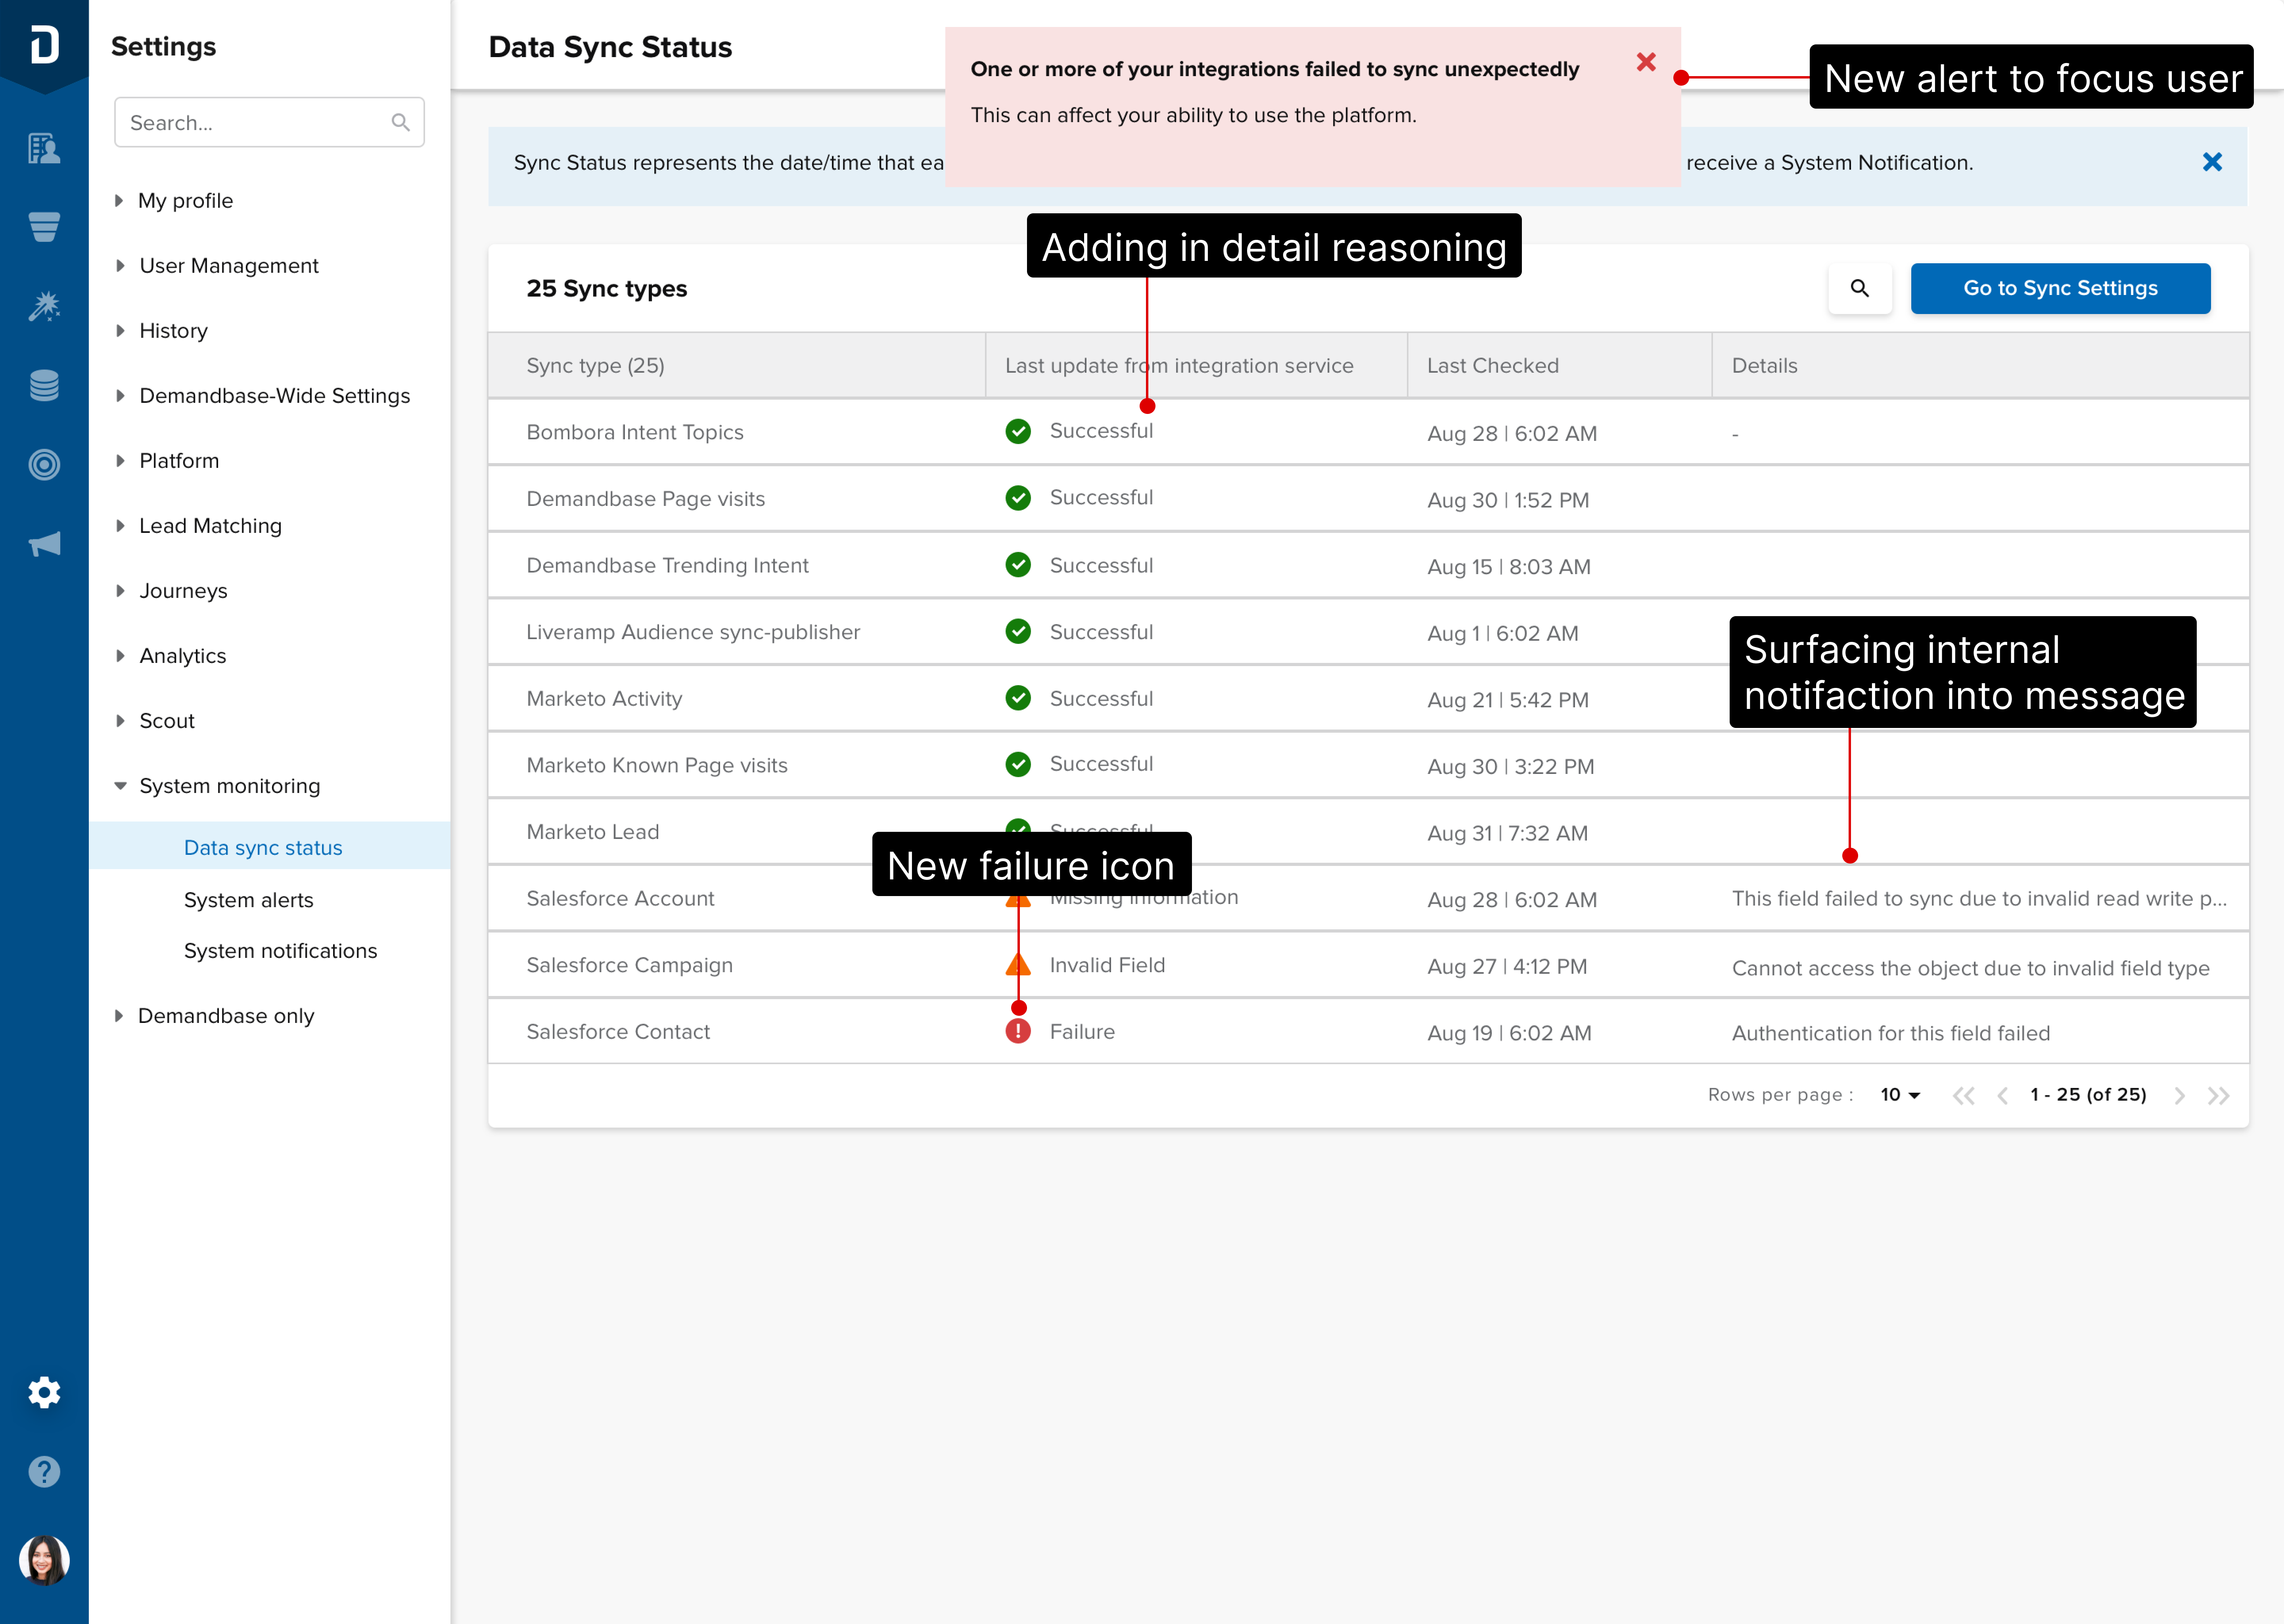 Settings
Search...
My profile
User Management
History
Demandbase-Wide Settings
Platform
Lead Matching
Journeys
Analytics
Scout
System monitoring
Data sync status
System alerts
System notifications
Demandbase only
Data Sync Status
One or more of your integrations failed to sync unexpectedly
This can affect your ability to use the platform.
New alert to focus user
Sync Status represents the date/time that ea
receive a System Notification.
Adding in detail reasoning
25 Sync types
Go to Sync Settings
Sync type (25) Last update from integration service Last Checked Details
Bombora Intent Topics Successful Aug 28 | 6:02 AM -
Demandbase Page visits Successful Aug 30 | 1:52 PM
Demandbase Trending Intent Successful Aug 15 | 8:03 AM
Liveramp Audience sync-publisher Successful Aug 1 | 6:02 AM
Surfacing internal
notifaction into message
Marketo Activity Successful Aug 21 | 5:42 PM
Marketo Known Page visits Successful Aug 30 | 3:22 PM
Marketo Lead Successful Aug 31 | 7:32 AM
New failure icon
Salesforce Account Missing information Aug 28 | 6:02 AM This field failed to sync due to invalid read write p...
Salesforce Campaign Invalid Field Aug 27 | 4:12 PM Cannot access the object due to invalid field type
Salesforce Contact Failure Aug 19 | 6:02 AM Authentication for this field failed
Rows per page : 10 1 - 25 (of 25)